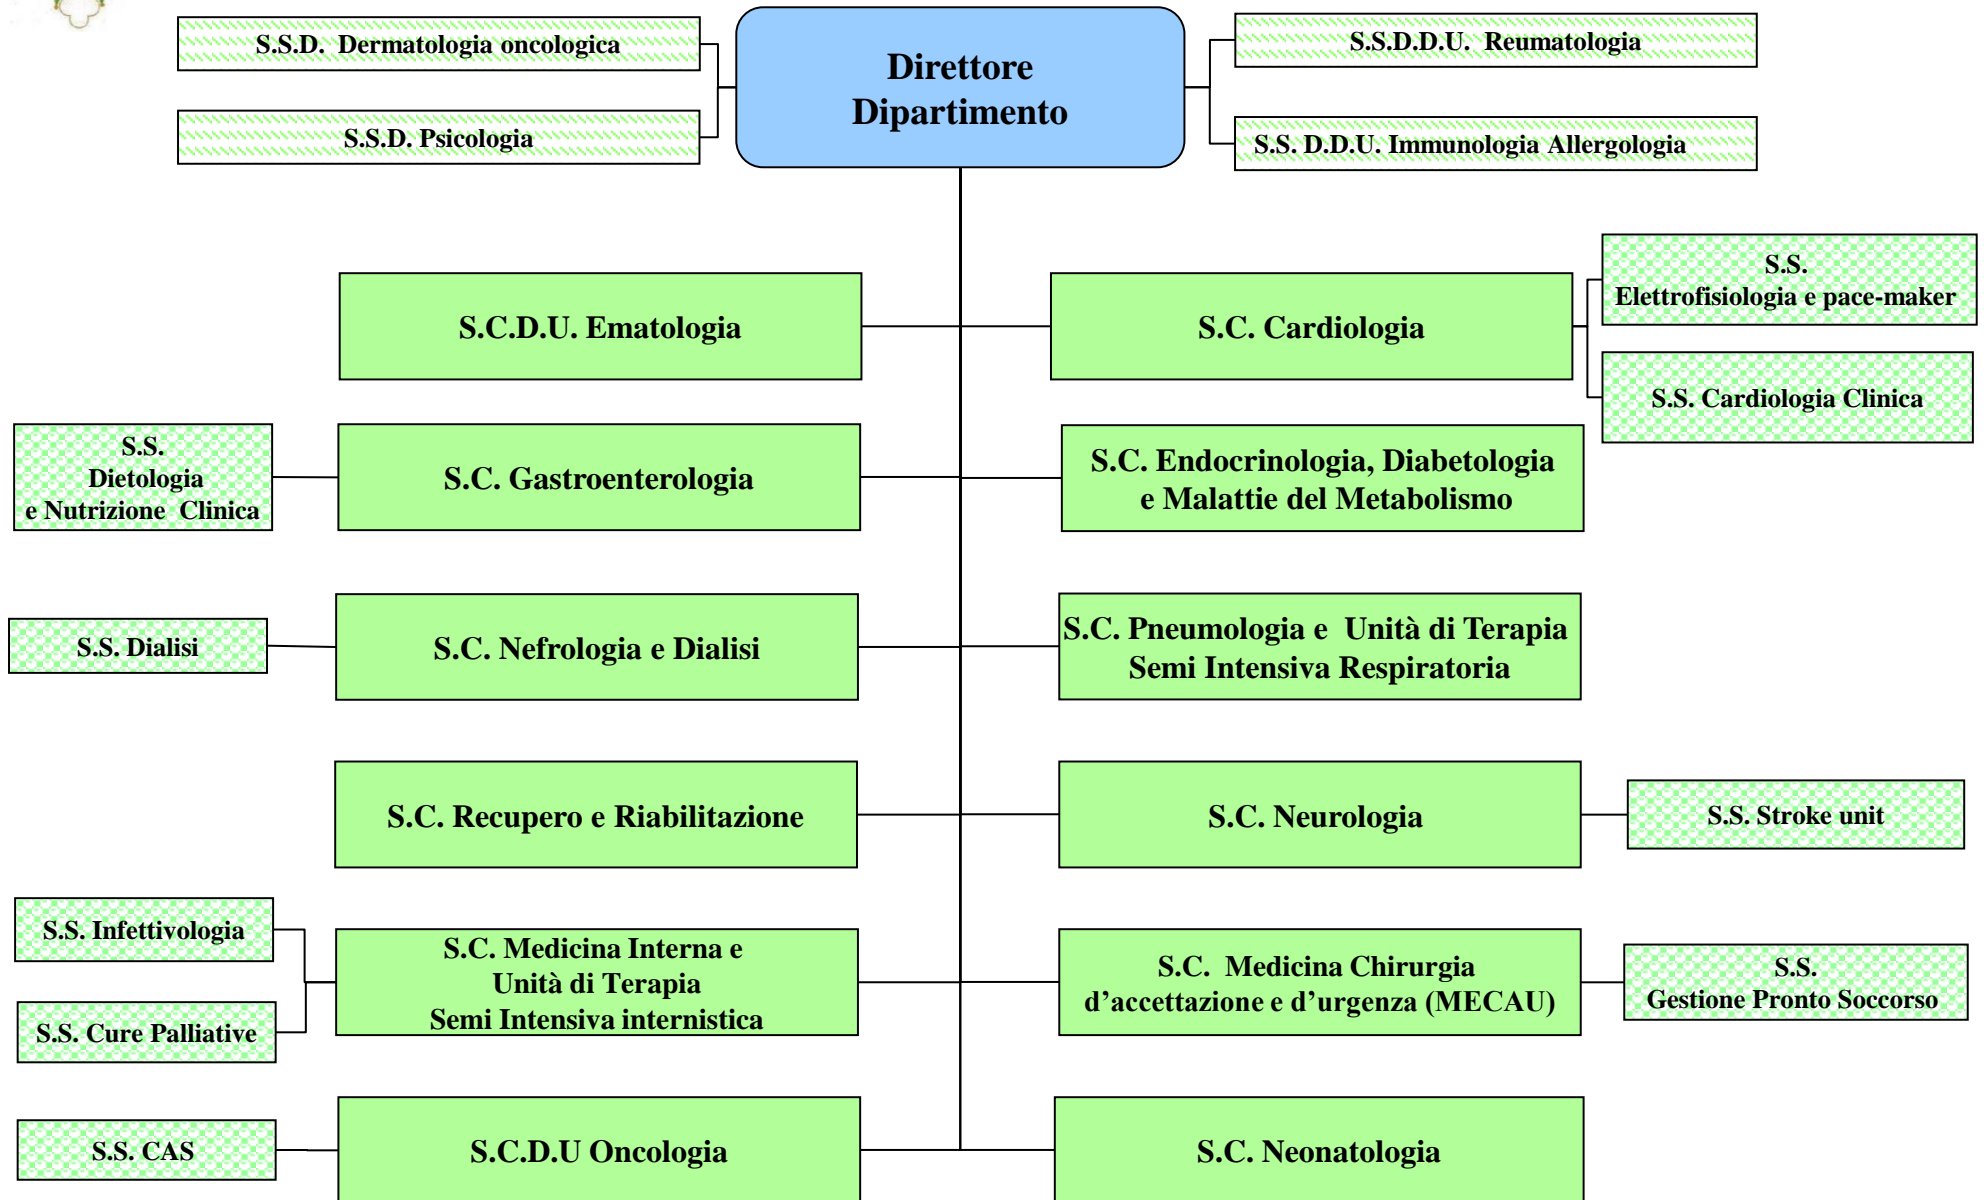 S.S.D. Dermatologia oncologica
S.S.D. Psicologia
Direttore
Dipartimento
S.S.D.D.U. Reumatologia
S.S. D.D.U. Immunologia Allergologia
S.C.D.U. Ematologia
S.C. Cardiologia
S.S.
Elettrofisiologia e pace-maker
S.S. Cardiologia Clinica
S.S.
Dietologia
e Nutrizione Clinica
S.C. Gastroenterologia
S.C. Endocrinologia, Diabetologia
e Malattie del Metabolismo
S.S. Dialisi
S.C. Nefrologia e Dialisi
S.C. Pneumologia e Unità di Terapia
Semi Intensiva Respiratoria
S.C. Recupero e Riabilitazione
S.C. Neurologia
S.S. Stroke unit
S.S. Infettivologia
S.S. Cure Palliative
S.C. Medicina Interna e
Unità di Terapia
Semi Intensiva internistica
S.C. Medicina Chirurgia
d’accettazione e d’urgenza (MECAU)
S.S.
Gestione Pronto Soccorso
S.S. CAS
S.C.D.U Oncologia
S.C. Neonatologia